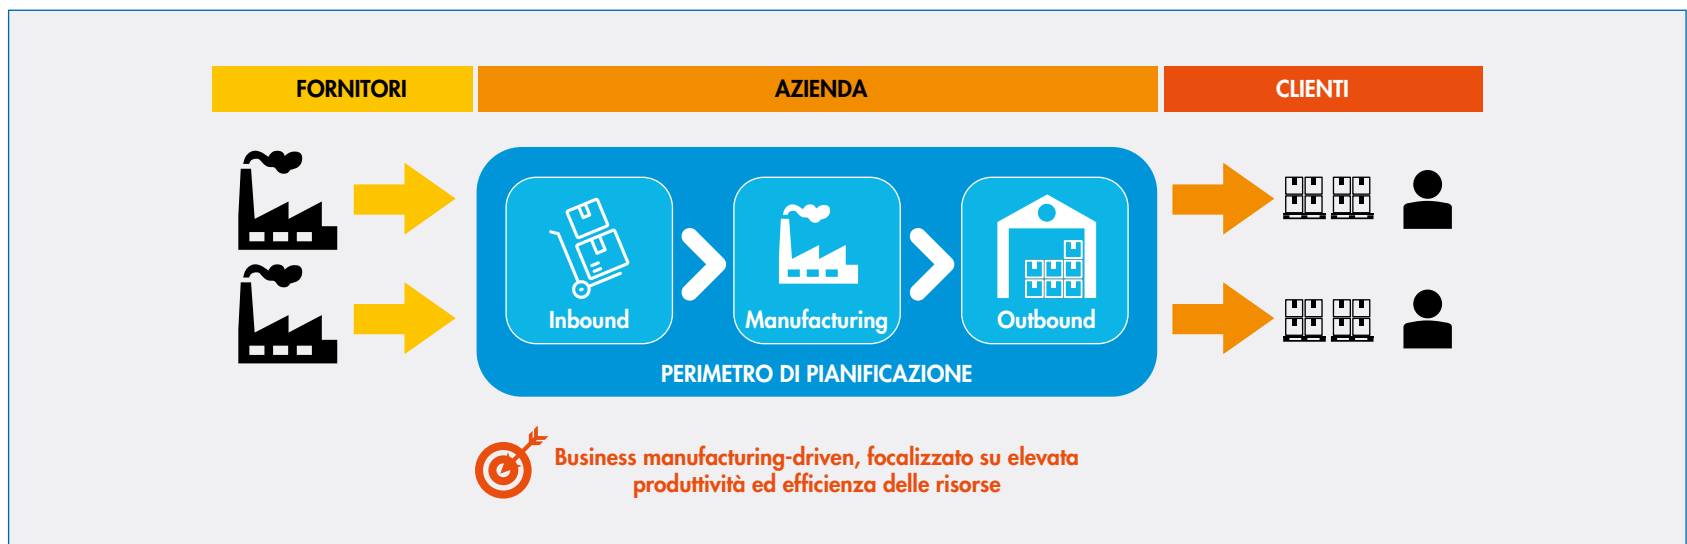 FORNITORI
AZIENDA
CLIENTI
Inbound
Manufacturing
Outbound
PERIMETRO DI PIANIFICAZIONE
Business manufacturing-driven, focalizzato su elevata
produttività ed efficienza delle risorse